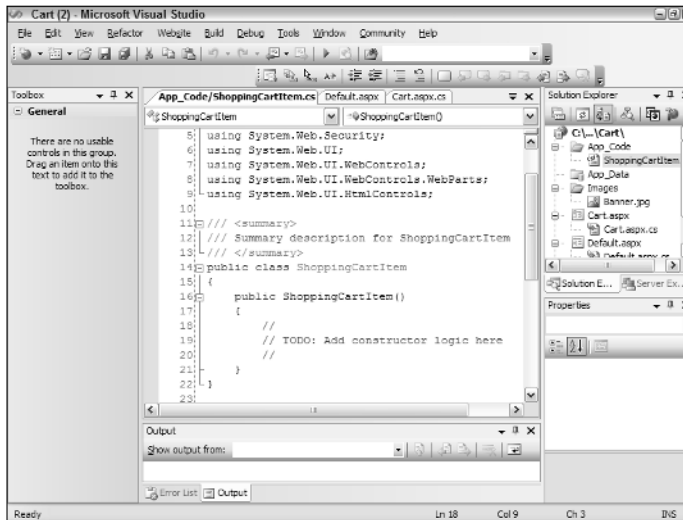 Cart (2) - Microsoft Visual Studio
File Edit View Refactor Website Build Debug Tools Window Community Help
Toolbox
General
There are no usable
controls in this group.
Drag an item onto this
text to add it to the
toolbox.
App_Code/ShoppingCartItem.cs Default.aspx Cart.aspx.cs
ShoppingCartItem ShoppingCartItem()
5 using System.Web.Security;
6 using System.Web.UI;
7 using System.Web.UI.WebControls;
8 using System.Web.UI.WebControls.WebParts;
9 using System.Web.UI.HtmlControls;
10
11 /// <summary>
12 /// Summary description for ShoppingCartItem
13 /// </summary>
14 public class ShoppingCartItem
15 {
16 public ShoppingCartItem()
17 {
18 //
19 // TODO: Add constructor logic here
20 //
21 }
22 }
23
Output
Show output from:
Error List Output
Solution Explorer
C:\...\Cart\
App_Code
ShoppingCartItem
App_Data
Images
Banner.jpg
Cart.aspx
Cart.aspx.cs
Default.aspx
Default.aspx.cs
Solution E... Server Ex...
Properties
Ready Ln 18 Col 9 Ch 3 INS